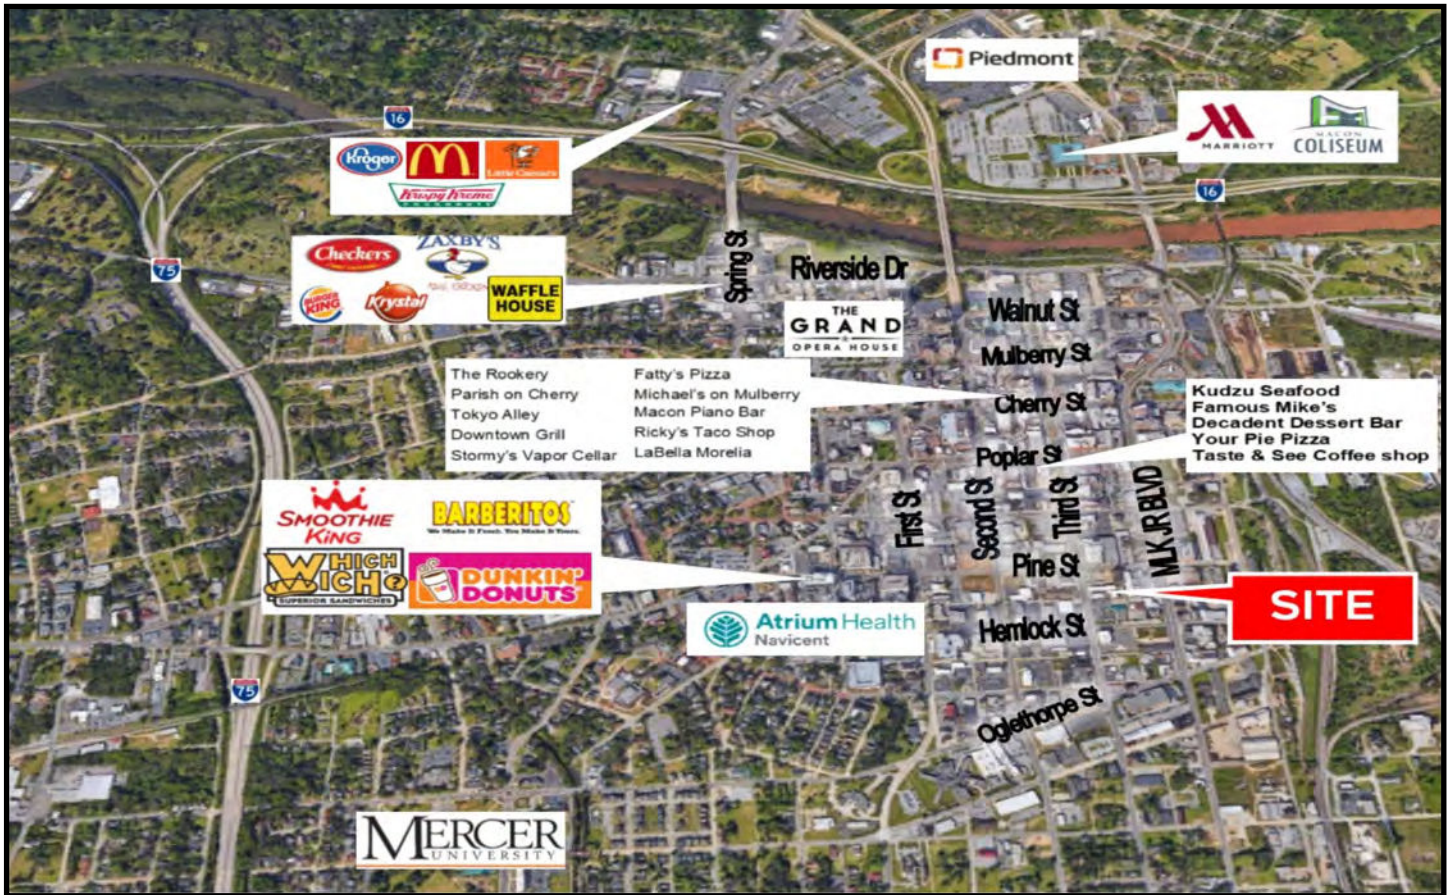 Piedmont
16
MARRIOTT
MACON
COLISEUM
Kroger
Little Caesars
Krispy Kreme
DOUGHNUTS
16
Checkers
ZAXBY'S
75
BURGER
KING
Krystal
WAFFLE
HOUSE
Spring St
Riverside Dr
THE
GRAND
OPERA HOUSE
Walnut St
Mulberry St
The Rookery
Parish on Cherry
Tokyo Alley
Downtown Grill
Stormy's Vapor Cellar
Fatty's Pizza
Michael's on Mulberry
Macon Piano Bar
Ricky's Taco Shop
LaBella Morelia
Cherry St
Kudzu Seafood
Famous Mike's
Decadent Dessert Bar
Your Pie Pizza
Taste & See Coffee shop
Poplar St
First St
Second St
Third St
MLK JR BLVD
SMOOTHIE
KING
BARBERITOS
We Make It Fresh. You Make It Yours.
WHICH
WICH?
SUPERIOR SANDWICHES
DUNKIN'
DONUTS
Pine St
SITE
Atrium Health
Navicent
Hemlock St
75
Oglethorpe St
MERCER
UNIVERSITY